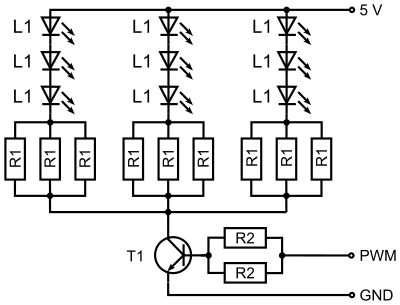 5 V
L1 L1 L1
L1 L1 L1
L1 L1 L1
R1 R1 R1 R1 R1 R1 R1 R1 R1
R2
T1
PWM
R2
GND